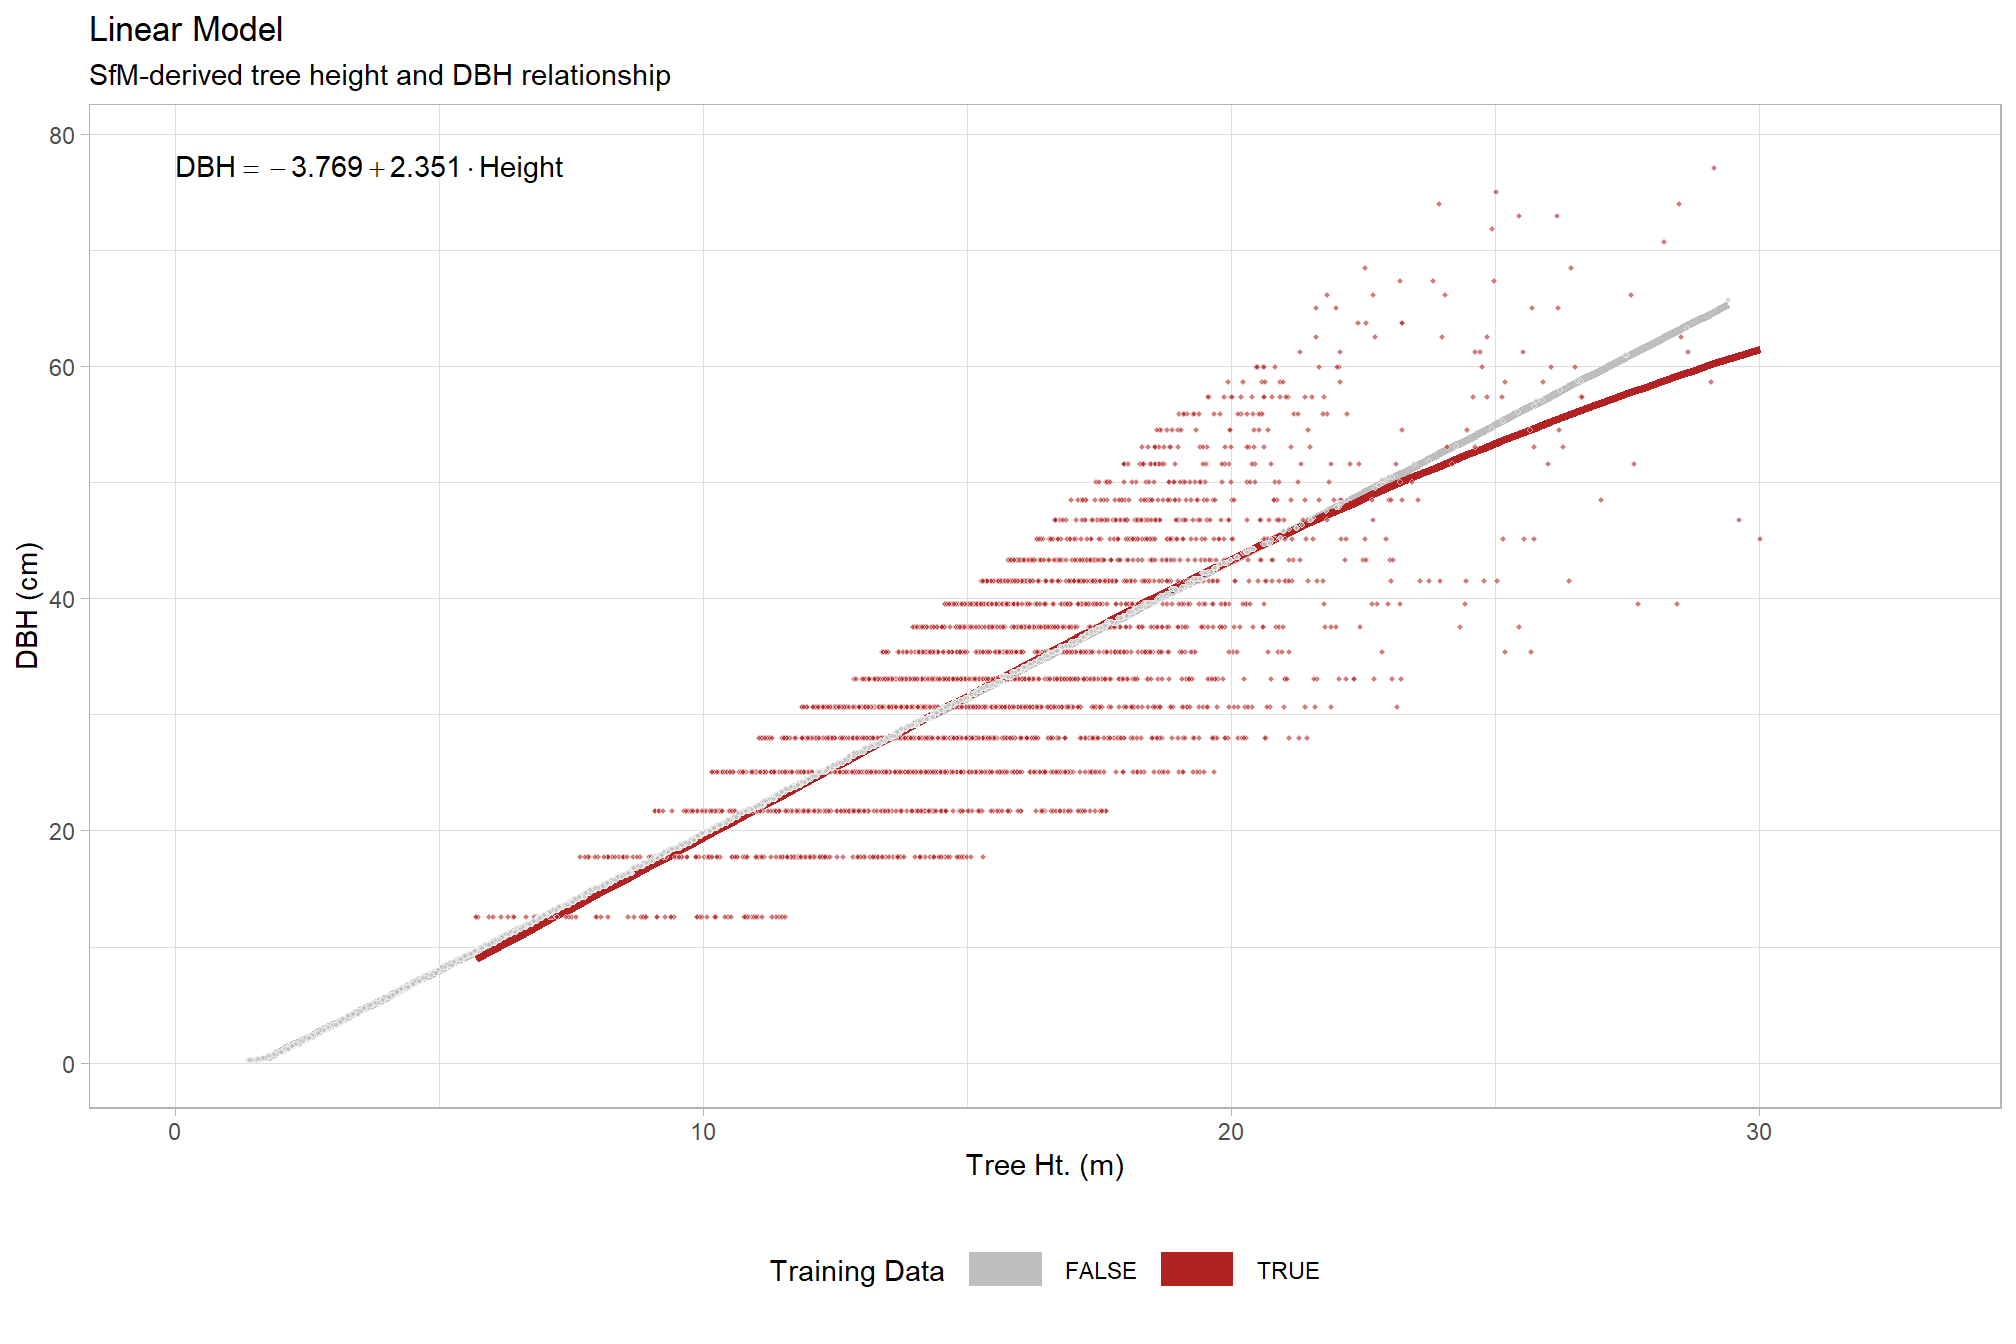 Linear Model
SfM-derived tree height and DBH relationship
DBH = − 3.769 + 2.351 · Height
80
60
40
20
0
DBH (cm)
0 10 20 30
Tree Ht. (m)
Training Data FALSE TRUE